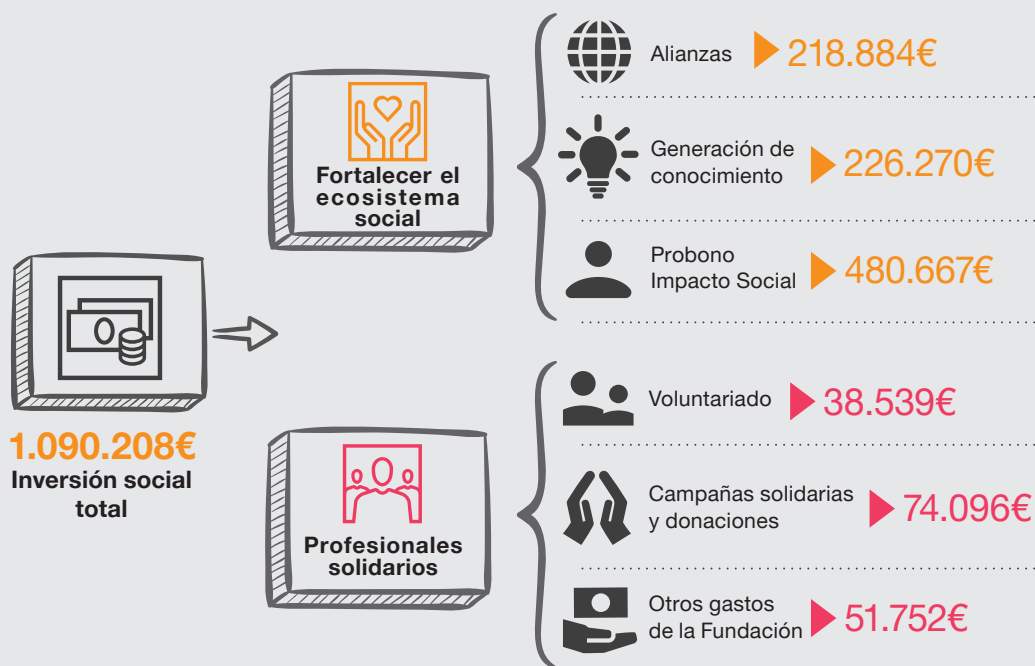 1.090.208€
Inversión social
total
Fortalecer el
ecosistema
social
Alianzas
218.884€
Generación de
conocimiento
226.270€
Probono
Impacto Social
480.667€
Profesionales
solidarios
Voluntariado
38.539€
Campañas solidarias
y donaciones
74.096€
Otros gastos
de la Fundación
51.752€